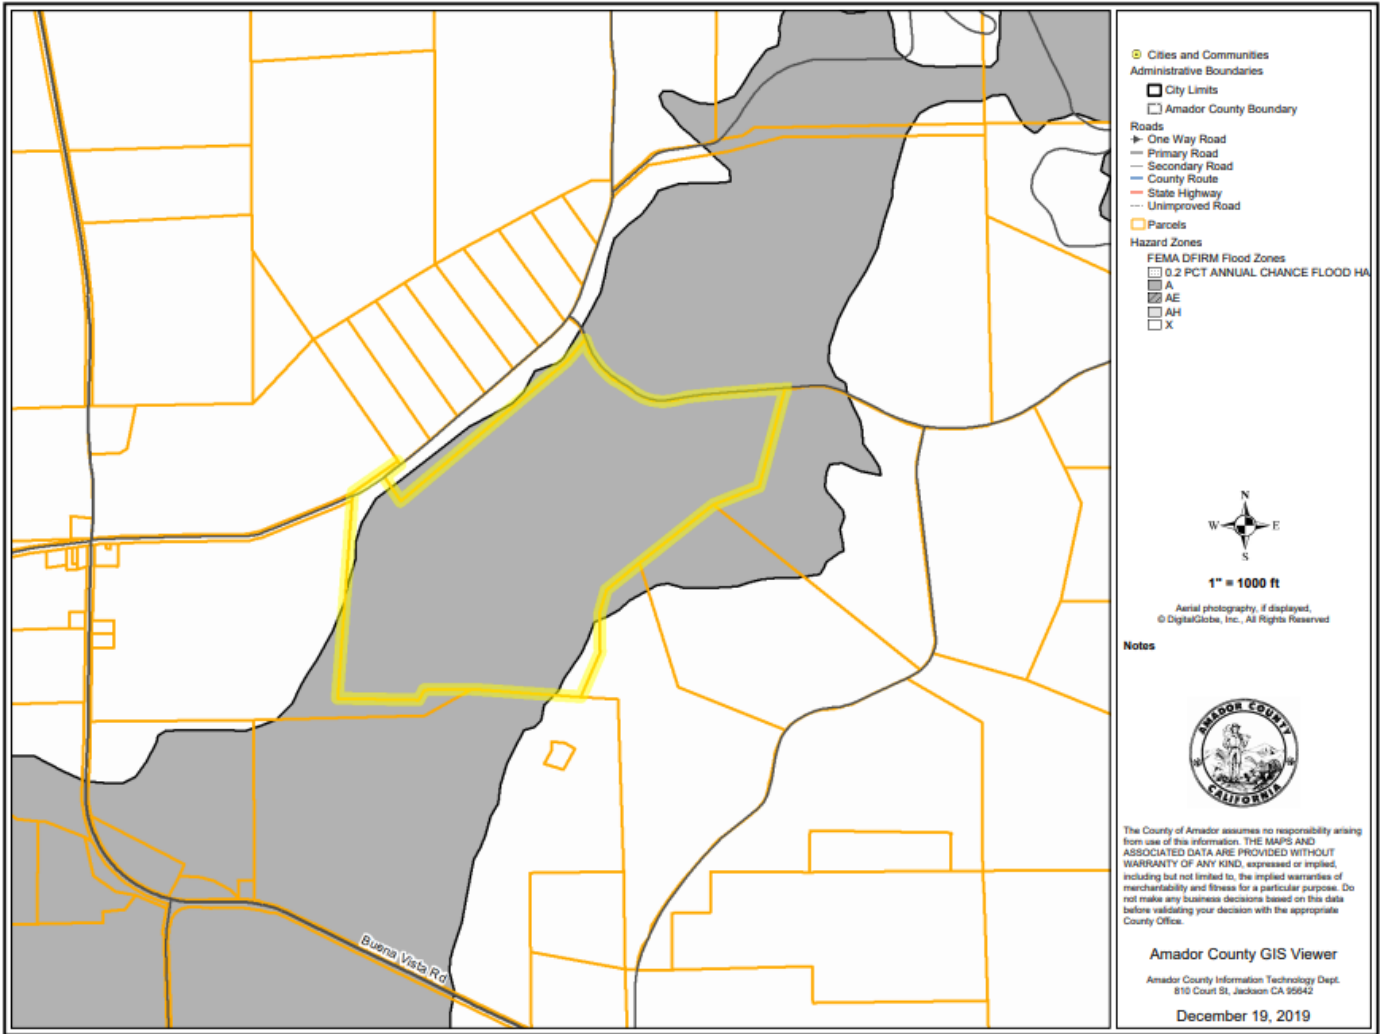 Cities and Communities
Administrative Boundaries
City Limits
Amador County Boundary
Roads
One Way Road
Primary Road
Secondary Road
County Route
State Highway
Unimproved Road
Parcels
Hazard Zones
FEMA DFIRM Flood Zones
0.2 PCT ANNUAL CHANCE FLOOD HA
A
AE
AH
X
N
W E
S
1" = 1000 ft
Aerial photography, if displayed,
© DigitalGlobe, Inc., All Rights Reserved
Notes
AMADOR COUNTY
CALIFORNIA
The County of Amador assumes no responsibility arising
from use of this information. THE MAPS AND
ASSOCIATED DATA ARE PROVIDED WITHOUT
WARRANTY OF ANY KIND, expressed or implied,
including but not limited to, the implied warranties of
merchantability and fitness for a particular purpose. Do
not make any business decisions based on this data
before validating your decision with the appropriate
County Office.
Amador County GIS Viewer
Amador County Information Technology Dept.
810 Court St, Jackson CA 95642
December 19, 2019
Buena Vista Rd